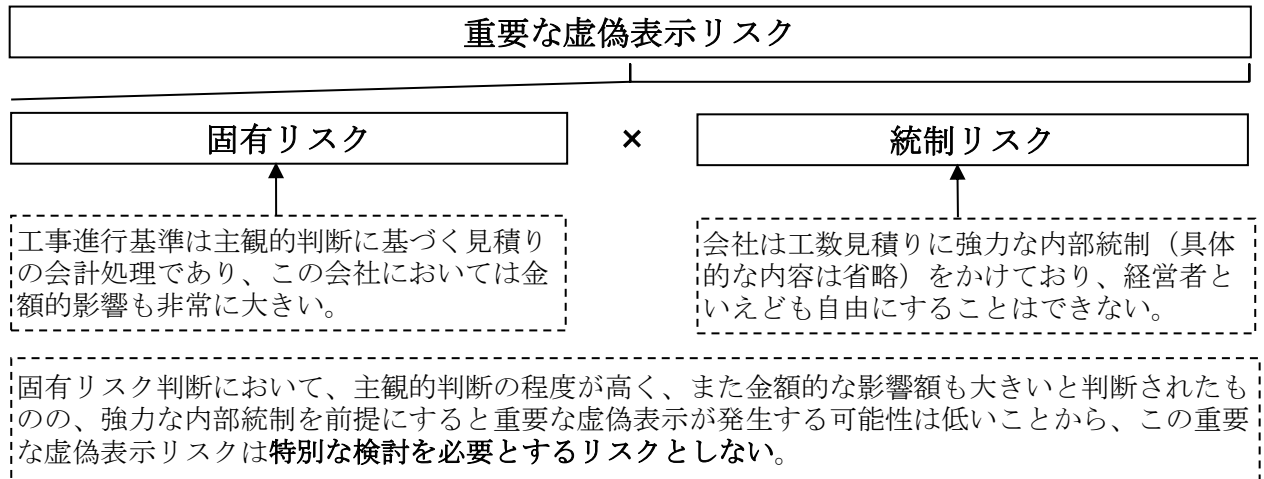 重要な虚偽表示リスク
固有リスク
×
統制リスク
工事進行基準は主観的判断に基づく見積り
の会計処理であり、この会社においては金
額的影響も非常に大きい。
会社は工数見積りに強力な内部統制（具体
的な内容は省略）をかけており、経営者と
いえども自由にすることはできない。
固有リスク判断において、主観的判断の程度が高く、また金額的な影響額も大きいと判断されたも
のの、強力な内部統制を前提にすると重要な虚偽表示が発生する可能性は低いことから、この重要
な虚偽表示リスクは特別な検討を必要とするリスクとしない。